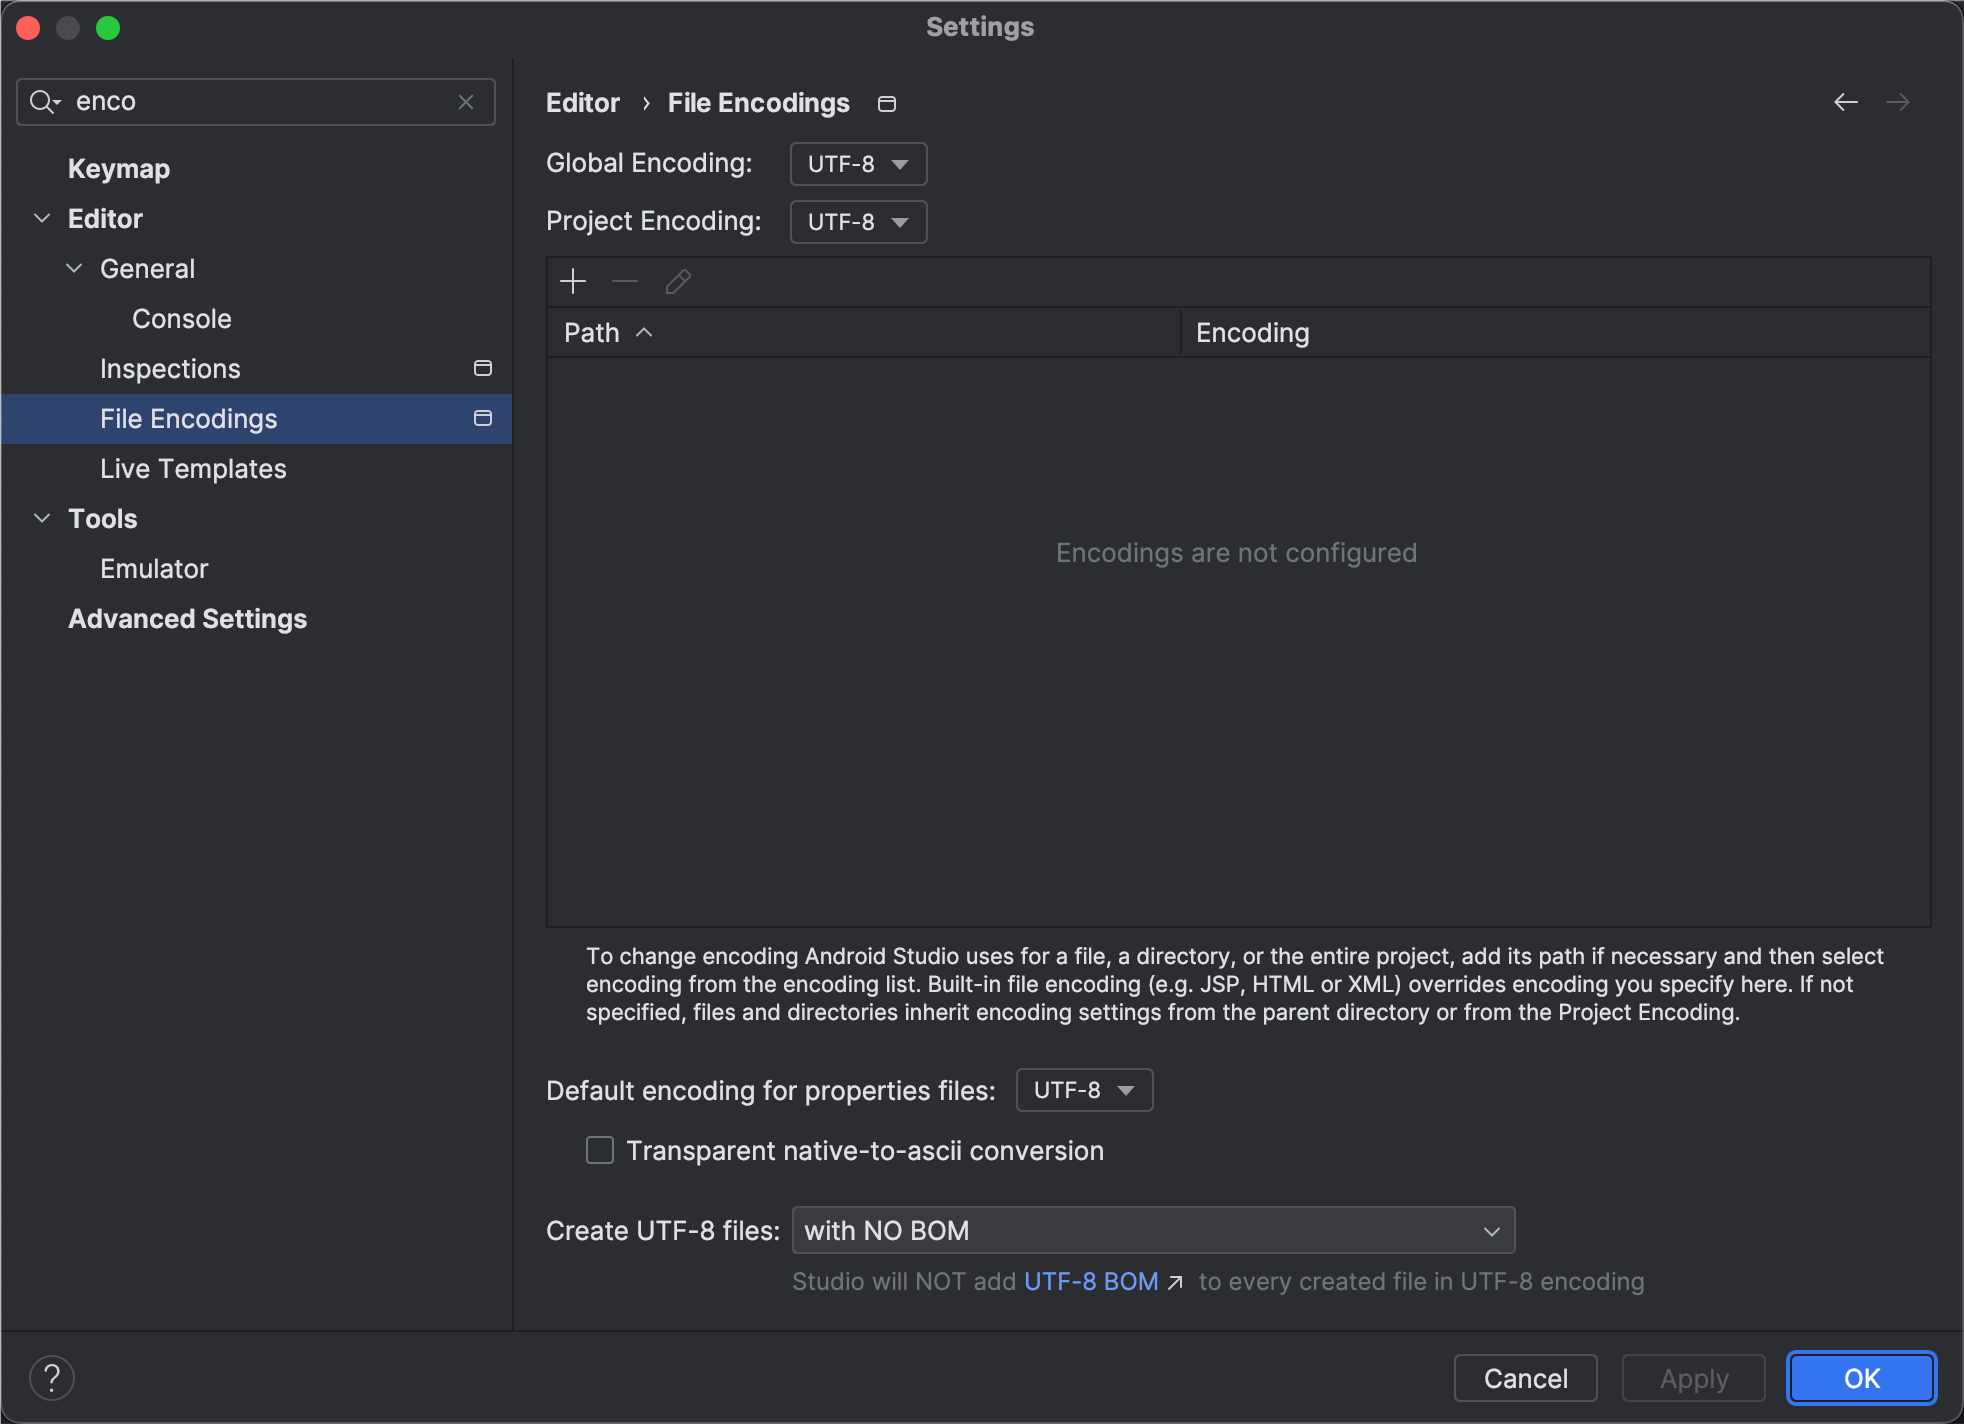 Settings
enco
Keymap
Editor
General
Console
Inspections
File Encodings
Live Templates
Tools
Emulator
Advanced Settings
Editor › File Encodings
Global Encoding: UTF-8
Project Encoding: UTF-8
Path Encoding
Encodings are not configured
To change encoding Android Studio uses for a file, a directory, or the entire project, add its path if necessary and then select
encoding from the encoding list. Built-in file encoding (e.g. JSP, HTML or XML) overrides encoding you specify here. If not
specified, files and directories inherit encoding settings from the parent directory or from the Project Encoding.
Default encoding for properties files: UTF-8
Transparent native-to-ascii conversion
Create UTF-8 files: with NO BOM
Studio will NOT add UTF-8 BOM ↗ to every created file in UTF-8 encoding
? Cancel Apply OK